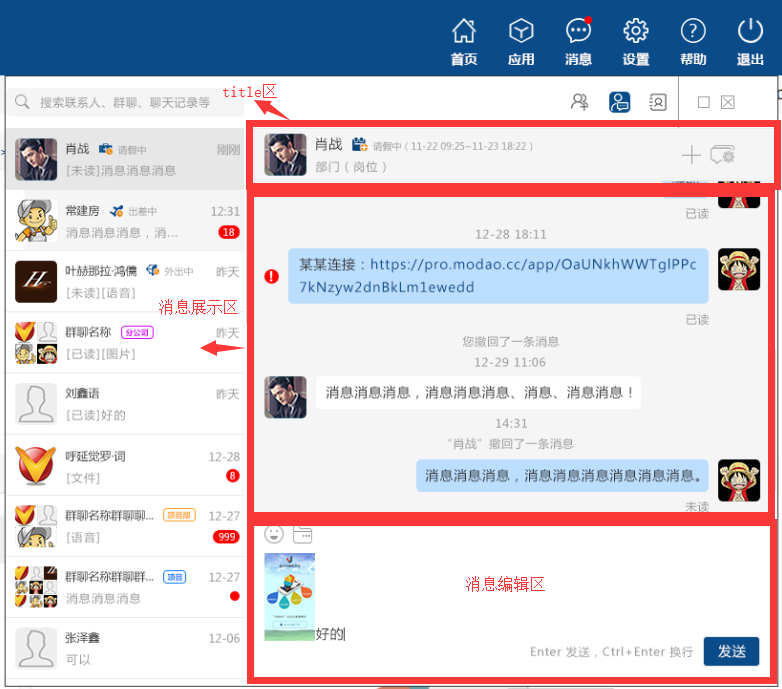 首页
应用
消息
设置
帮助
退出
搜索联系人、群聊、聊天记录等
title区
肖战
请假中
刚刚
[未读]消息消息消息
常建房
出差中
12:31
消息消息消息，消...
18
叶赫那拉·鸿儒
外出中
昨天
[未读][语音]
消息展示区
群聊名称
分公司
昨天
[已读][图片]
刘鑫语
昨天
[已读]好的
呼延觉罗·词
12-28
[文件]
8
群聊名称群聊聊...
项目部
12-27
[语音]
999
群聊名称群聊群...
项目
12-27
消息消息消息
张泽鑫
12-06
可以
肖战
请假中（11-22 09:25~11-23 18:22）
部门（岗位）
已读
12-28 18:11
某某连接：https://pro.modao.cc/app/OaUNkhWWTglPPc
7kNzyw2dnBkLm1ewedd
已读
您撤回了一条消息
12-29 11:06
消息消息消息，消息消息消息、消息、消息消息！
14:31
“肖战”撤回了一条消息
消息消息消息，消息消息消息消息消息消息。
未读
消息编辑区
好的
Enter 发送，Ctrl+Enter 换行
发送